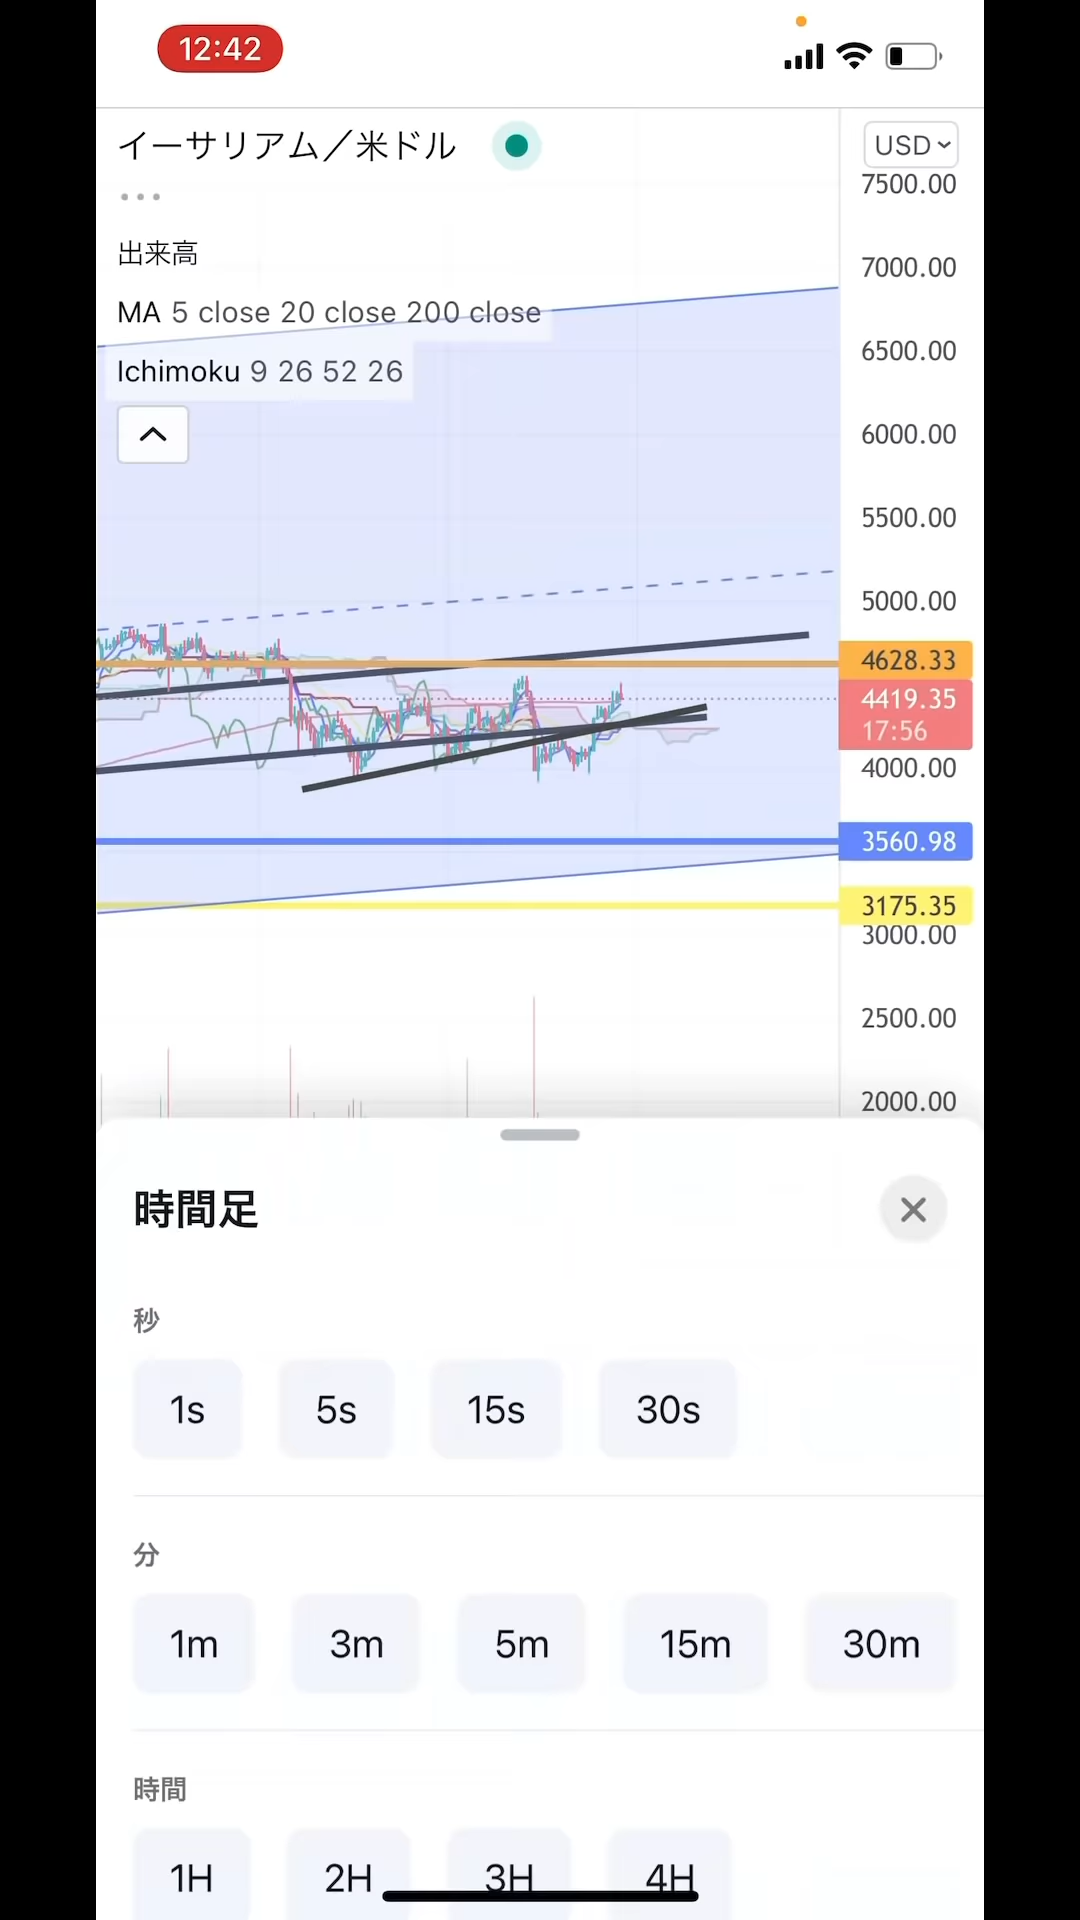 12:42
イーサリアム／米ドル
USD
7500.00
出来高
7000.00
MA 5 close 20 close 200 close
6500.00
Ichimoku 9 26 52 26
6000.00
5500.00
5000.00
4628.33
4419.35
17:56
4000.00
3560.98
3175.35
3000.00
2500.00
2000.00
時間足
秒
1s 5s 15s 30s
分
1m 3m 5m 15m 30m
時間
1H 2H 3H 4H